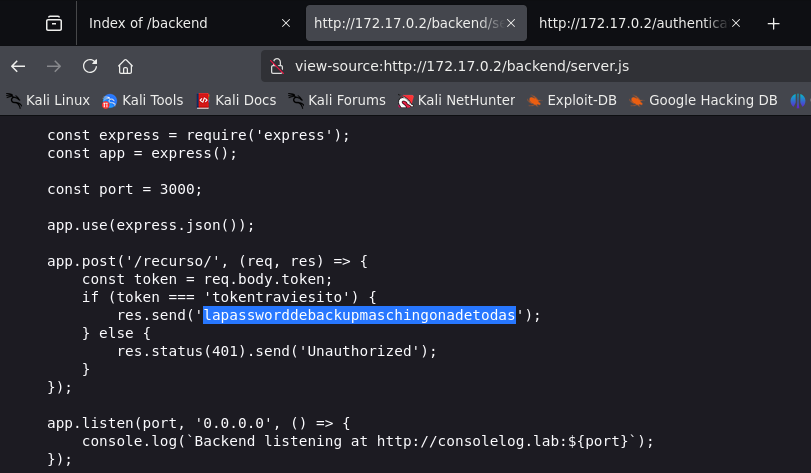 Index of /backend
http://172.17.0.2/backend/se
http://172.17.0.2/authentica
view-source:http://172.17.0.2/backend/server.js
Kali Linux
Kali Tools
Kali Docs
Kali Forums
Kali NetHunter
Exploit-DB
Google Hacking DB
const express = require('express');
const app = express();
const port = 3000;
app.use(express.json());
app.post('/recurso/', (req, res) => {
    const token = req.body.token;
    if (token === 'tokentraviesito') {
        res.send('lapassworddebackupmaschingonadetodas');
    } else {
        res.status(401).send('Unauthorized');
    }
});
app.listen(port, '0.0.0.0', () => {
    console.log(`Backend listening at http://consolelog.lab:${port}`);
});